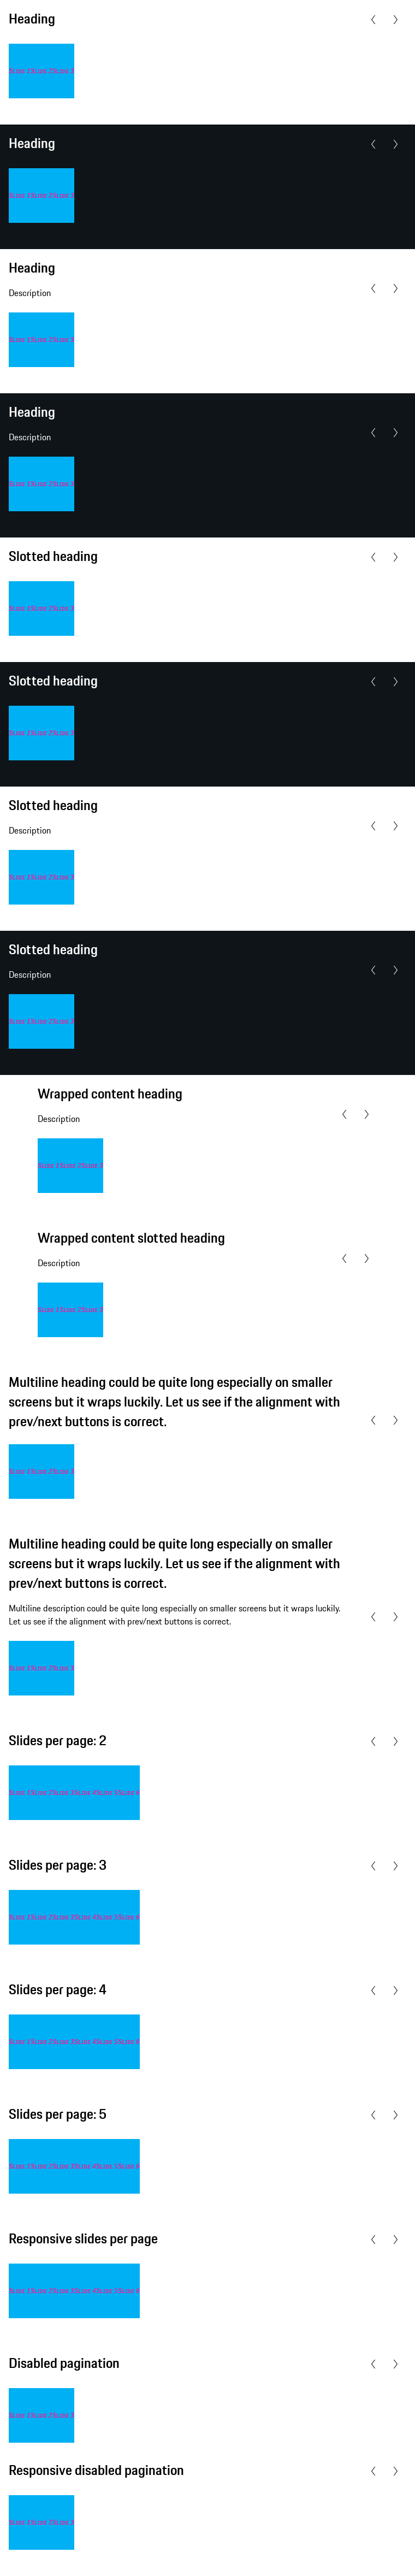 Heading
Slide 1Slide 2Slide 3
Heading
Slide 1Slide 2Slide 3
Heading
Description
Slide 1Slide 2Slide 3
Heading
Description
Slide 1Slide 2Slide 3
Slotted heading
Slide 1Slide 2Slide 3
Slotted heading
Slide 1Slide 2Slide 3
Slotted heading
Description
Slide 1Slide 2Slide 3
Slotted heading
Description
Slide 1Slide 2Slide 3
Wrapped content heading
Description
Slide 1Slide 2Slide 3
Wrapped content slotted heading
Description
Slide 1Slide 2Slide 3
Multiline heading could be quite long especially on smaller
screens but it wraps luckily. Let us see if the alignment with
prev/next buttons is correct.
Slide 1Slide 2Slide 3
Multiline heading could be quite long especially on smaller
screens but it wraps luckily. Let us see if the alignment with
prev/next buttons is correct.
Multiline description could be quite long especially on smaller screens but it wraps luckily.
Let us see if the alignment with prev/next buttons is correct.
Slide 1Slide 2Slide 3
Slides per page: 2
Slide 1Slide 2Slide 3Slide 4Slide 5Slide 6
Slides per page: 3
Slide 1Slide 2Slide 3Slide 4Slide 5Slide 6
Slides per page: 4
Slide 1Slide 2Slide 3Slide 4Slide 5Slide 6
Slides per page: 5
Slide 1Slide 2Slide 3Slide 4Slide 5Slide 6
Responsive slides per page
Slide 1Slide 2Slide 3Slide 4Slide 5Slide 6
Disabled pagination
Slide 1Slide 2Slide 3
Responsive disabled pagination
Slide 1Slide 2Slide 3